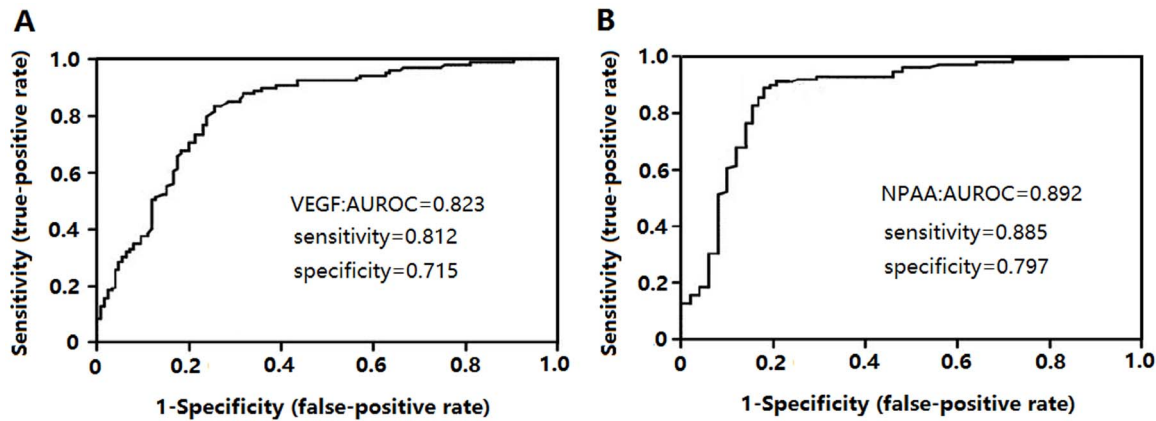 A
Sensitivity (true-positive rate)
1.0
0.8
0.6
0.4
0.2
0
0
0.2
0.4
0.6
0.8
1.0
VEGF:AUROC=0.823
sensitivity=0.812
specificity=0.715
1-Specificity (false-positive rate)
B
Sensitivity (true-positive rate)
1.0
0.8
0.6
0.4
0.2
0
0
0.2
0.4
0.6
0.8
1.0
NPAA:AUROC=0.892
sensitivity=0.885
specificity=0.797
1-Specificity (false-positive rate)